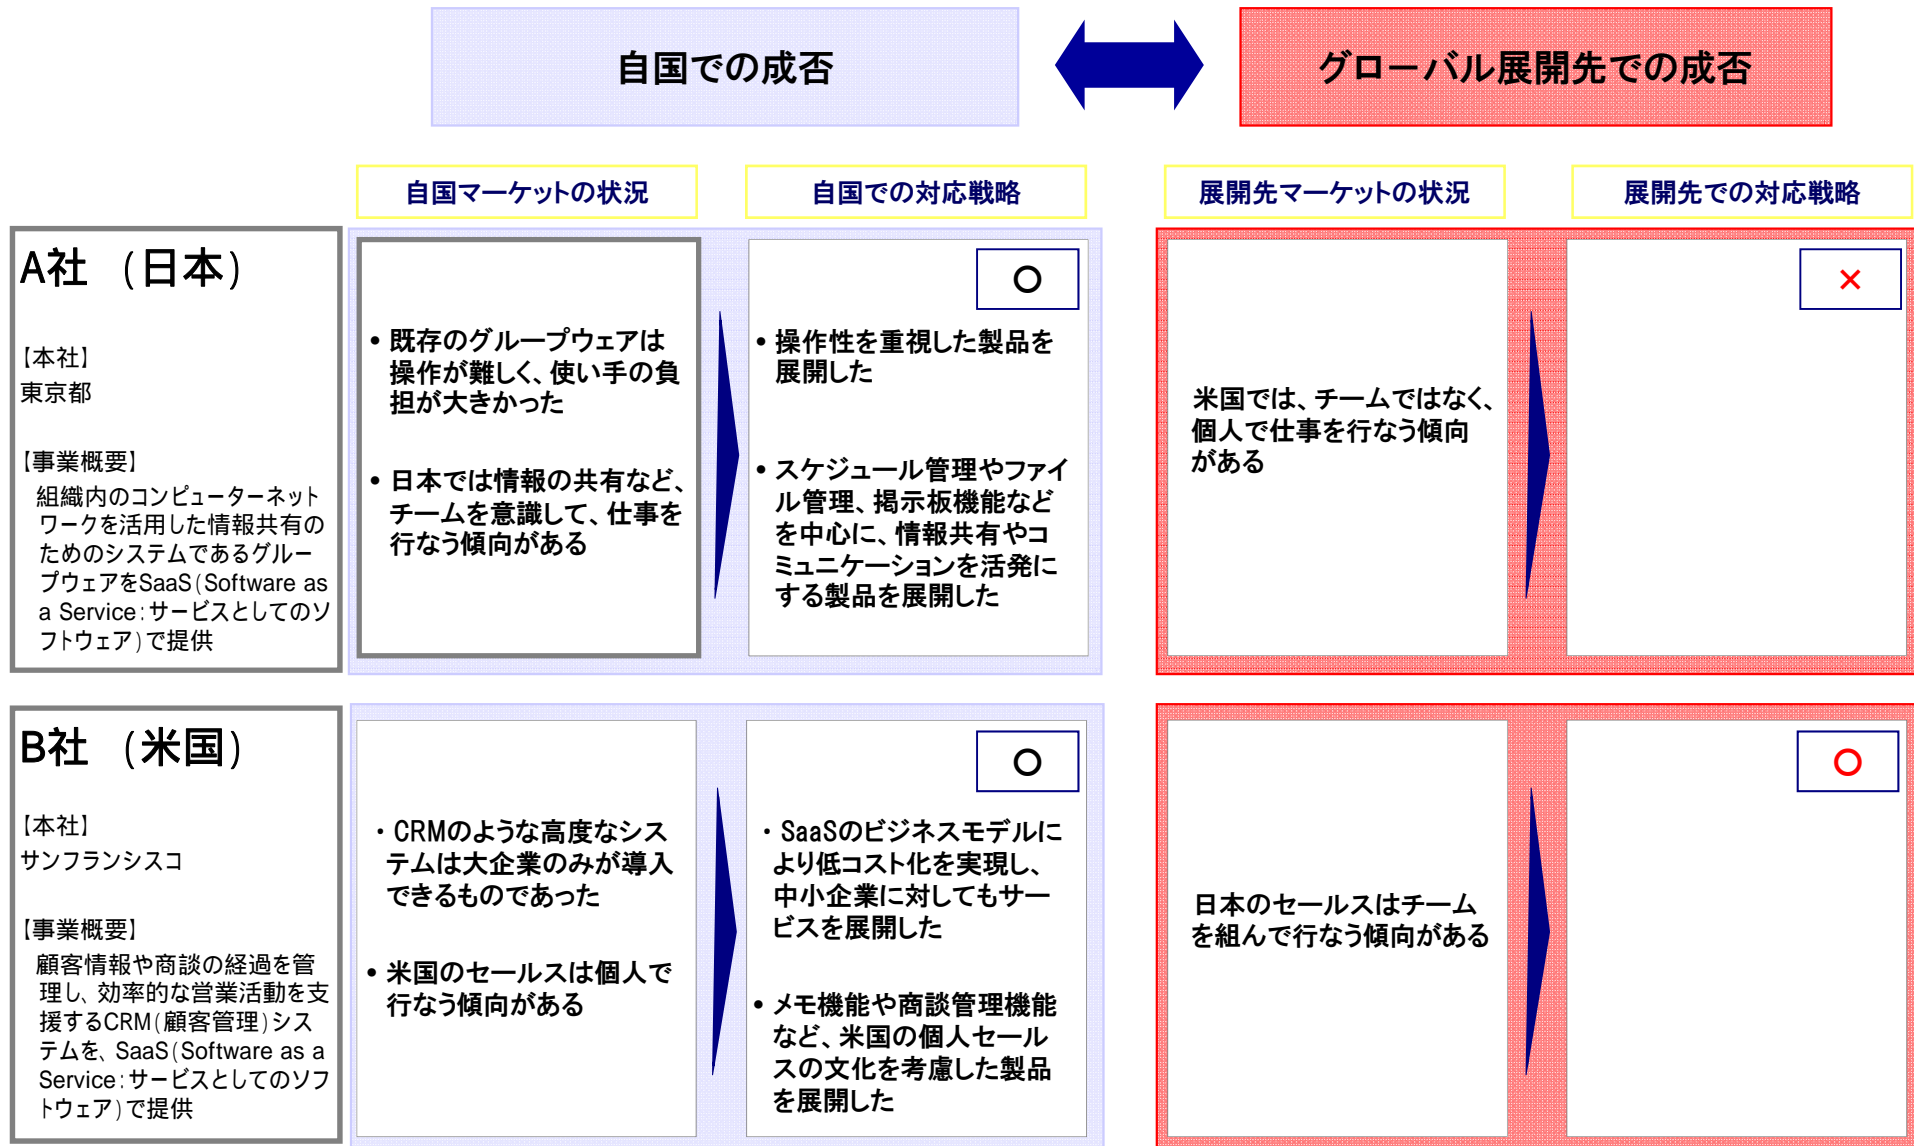 自国での成否
グローバル展開先での成否
自国マーケットの状況
自国での対応戦略
展開先マーケットの状況
展開先での対応戦略
A社 (日本)
【本社】
東京都
【事業概要】
組織内のコンピューターネット
ワークを活用した情報共有の
ためのシステムであるグルー
プウェアをSaaS(Software as
a Service:サービスとしてのソ
フトウェア)で提供
• 既存のグループウェアは
操作が難しく、使い手の負
担が大きかった
• 日本では情報の共有など、
チームを意識して、仕事を
行なう傾向がある
○
• 操作性を重視した製品を
展開した
• スケジュール管理やファイ
ル管理、掲示板機能など
を中心に、情報共有やコ
ミュニケーションを活発に
する製品を展開した
米国では、チームではなく、
個人で仕事を行なう傾向
がある
×
B社 (米国)
【本社】
サンフランシスコ
【事業概要】
顧客情報や商談の経過を管
理し、効率的な営業活動を支
援するCRM(顧客管理)シス
テムを、SaaS(Software as a
Service:サービスとしてのソフ
トウェア)で提供
・CRMのような高度なシス
テムは大企業のみが導入
できるものであった
• 米国のセールスは個人で
行なう傾向がある
○
・SaaSのビジネスモデルに
より低コスト化を実現し、
中小企業に対してもサー
ビスを展開した
• メモ機能や商談管理機能
など、米国の個人セール
スの文化を考慮した製品
を展開した
日本のセールスはチーム
を組んで行なう傾向がある
○